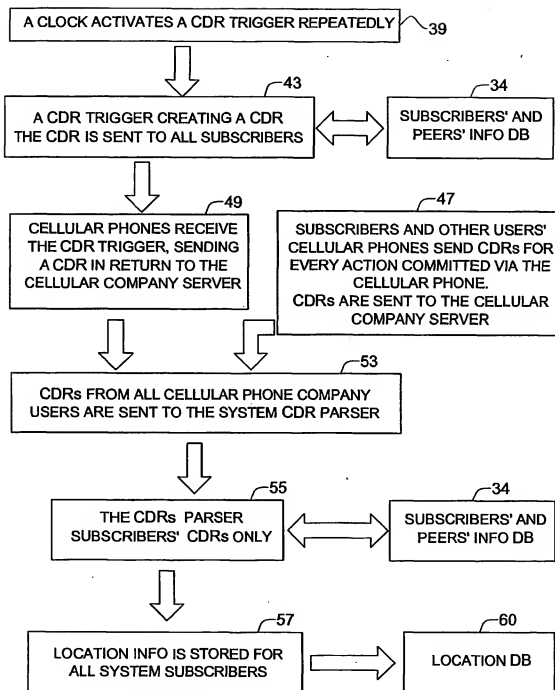 A CLOCK ACTIVATES A CDR TRIGGER REPEATEDLY
39
43
A CDR TRIGGER CREATING A CDR
THE CDR IS SENT TO ALL SUBSCRIBERS
34
SUBSCRIBERS' AND
PEERS' INFO DB
49
CELLULAR PHONES RECEIVE
THE CDR TRIGGER, SENDING
A CDR IN RETURN TO THE
CELLULAR COMPANY SERVER
47
SUBSCRIBERS AND OTHER USERS'
CELLULAR PHONES SEND CDRs FOR
EVERY ACTION COMMITTED VIA THE
CELLULAR PHONE.
CDRs ARE SENT TO THE CELLULAR
COMPANY SERVER
53
CDRs FROM ALL CELLULAR PHONE COMPANY
USERS ARE SENT TO THE SYSTEM CDR PARSER
55
THE CDRs PARSER
SUBSCRIBERS' CDRs ONLY
34
SUBSCRIBERS' AND
PEERS' INFO DB
57
LOCATION INFO IS STORED FOR
ALL SYSTEM SUBSCRIBERS
60
LOCATION DB